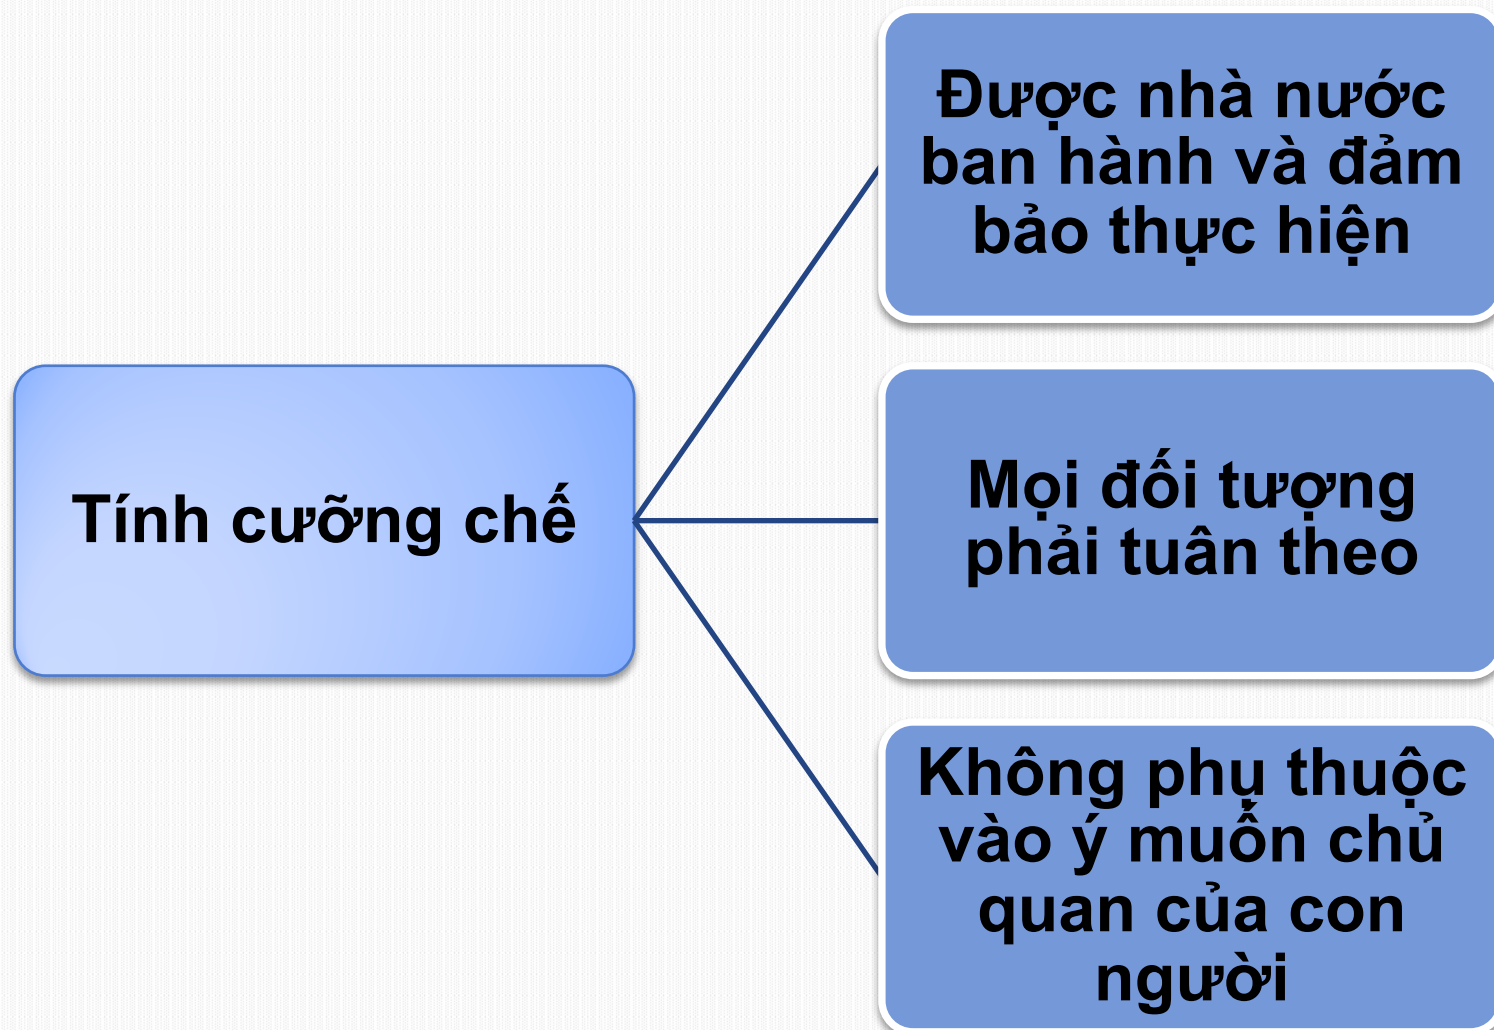 Được nhà nước
ban hành và đảm
bảo thực hiện
Tính cưỡng chế
Mọi đối tượng
phải tuân theo
Không phụ thuộc
vào ý muốn chủ
quan của con
người